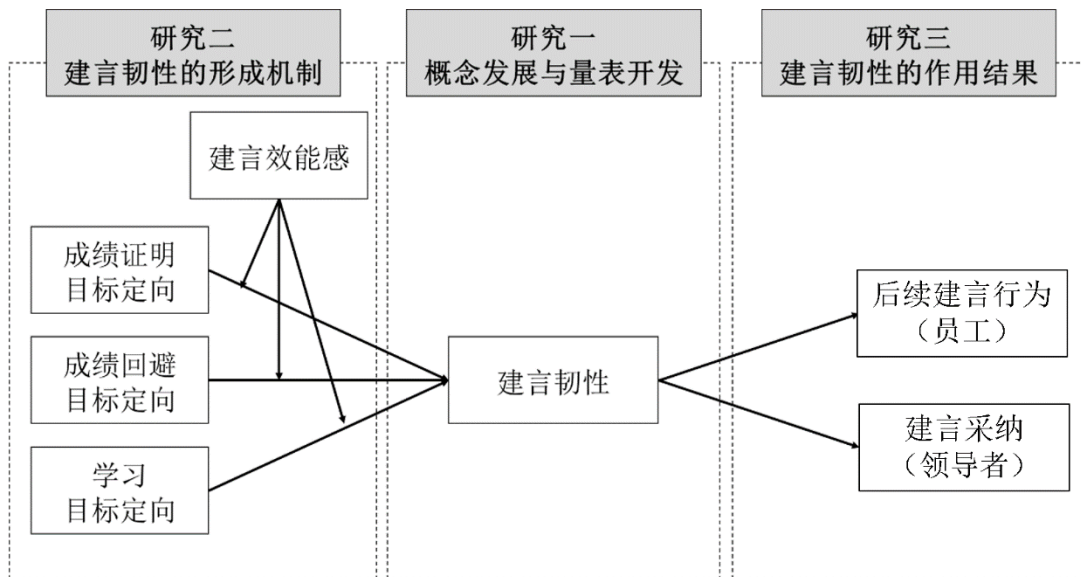 研究二
建言韧性的形成机制
研究一
概念发展与量表开发
研究三
建言韧性的作用结果
建言效能感
成绩证明
目标定向
成绩回避
目标定向
学习
目标定向
建言韧性
后续建言行为
（员工）
建言采纳
（领导者）